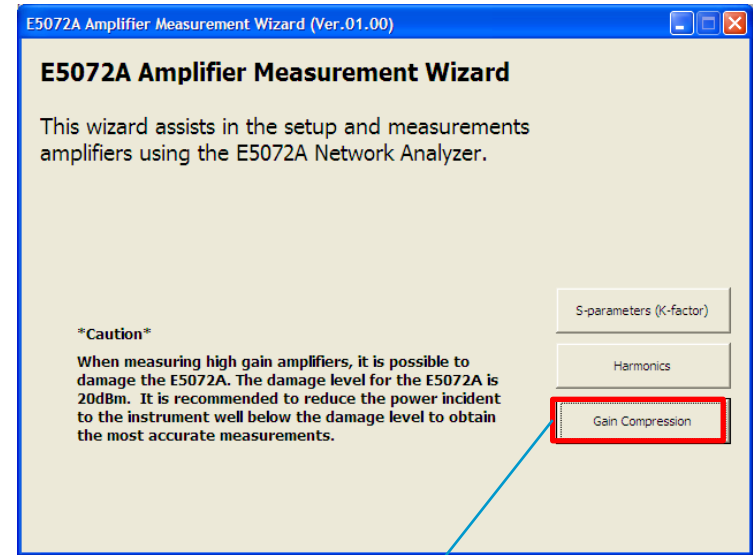 E5072A Amplifier Measurement Wizard (Ver.01.00)
E5072A Amplifier Measurement Wizard
This wizard assists in the setup and measurements
amplifiers using the E5072A Network Analyzer.
S-parameters (K-factor)
*Caution*
When measuring high gain amplifiers, it is possible to
damage the E5072A. The damage level for the E5072A is
20dBm.  It is recommended to reduce the power incident
to the instrument well below the damage level to obtain
the most accurate measurements.
Harmonics
Gain Compression